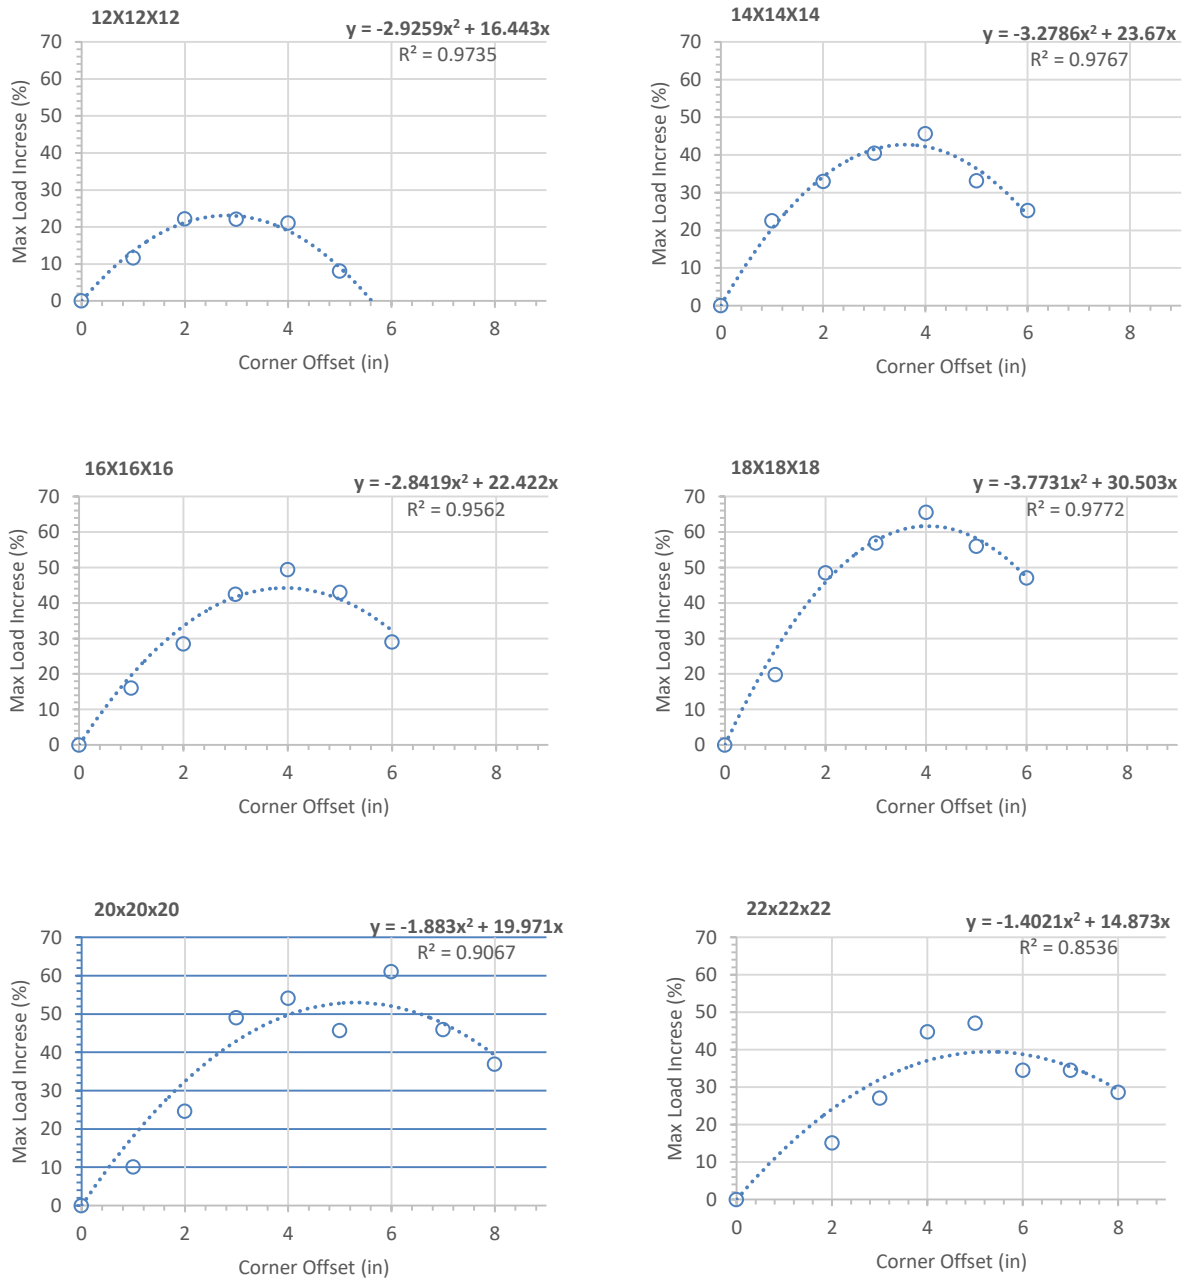 12X12X12
y = -2.9259x² + 16.443x
R² = 0.9735
Max Load Increse (%)
70
60
50
40
30
20
10
0
0 2 4 6 8
Corner Offset (in)
14X14X14
y = -3.2786x² + 23.67x
R² = 0.9767
Max Load Increse (%)
70
60
50
40
30
20
10
0
0 2 4 6 8
Corner Offset (in)
16X16X16
y = -2.8419x² + 22.422x
R² = 0.9562
Max Load Increse (%)
70
60
50
40
30
20
10
0
0 2 4 6 8
Corner Offset (in)
18X18X18
y = -3.7731x² + 30.503x
R² = 0.9772
Max Load Increse (%)
70
60
50
40
30
20
10
0
0 2 4 6 8
Corner Offset (in)
20x20x20
y = -1.883x² + 19.971x
R² = 0.9067
Max Load Increse (%)
70
60
50
40
30
20
10
0
0 2 4 6 8
Corner Offset (in)
22x22x22
y = -1.4021x² + 14.873x
R² = 0.8536
Max Load Increse (%)
70
60
50
40
30
20
10
0
0 2 4 6 8
Corner Offset (in)